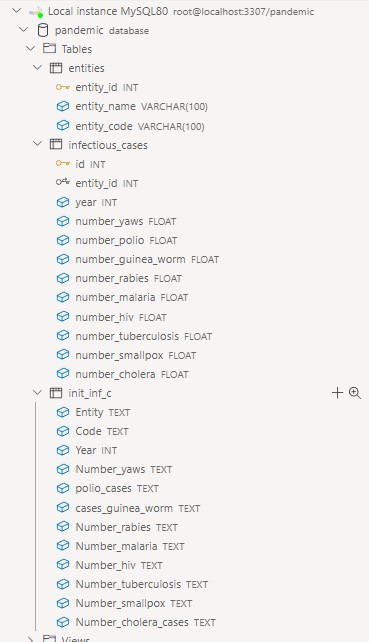 Local instance MySQL80 root@localhost:3307/pandemic
pandemic database
Tables
entities
entity_id INT
entity_name VARCHAR(100)
entity_code VARCHAR(100)
infectious_cases
id INT
entity_id INT
year INT
number_yaws FLOAT
number_polio FLOAT
number_guinea_worm FLOAT
number_rabies FLOAT
number_malaria FLOAT
number_hiv FLOAT
number_tuberculosis FLOAT
number_smallpox FLOAT
number_cholera FLOAT
init_inf_c
Entity TEXT
Code TEXT
Year INT
Number_yaws TEXT
polio_cases TEXT
cases_guinea_worm TEXT
Number_rabies TEXT
Number_malaria TEXT
Number_hiv TEXT
Number_tuberculosis TEXT
Number_smallpox TEXT
Number_cholera_cases TEXT
Views